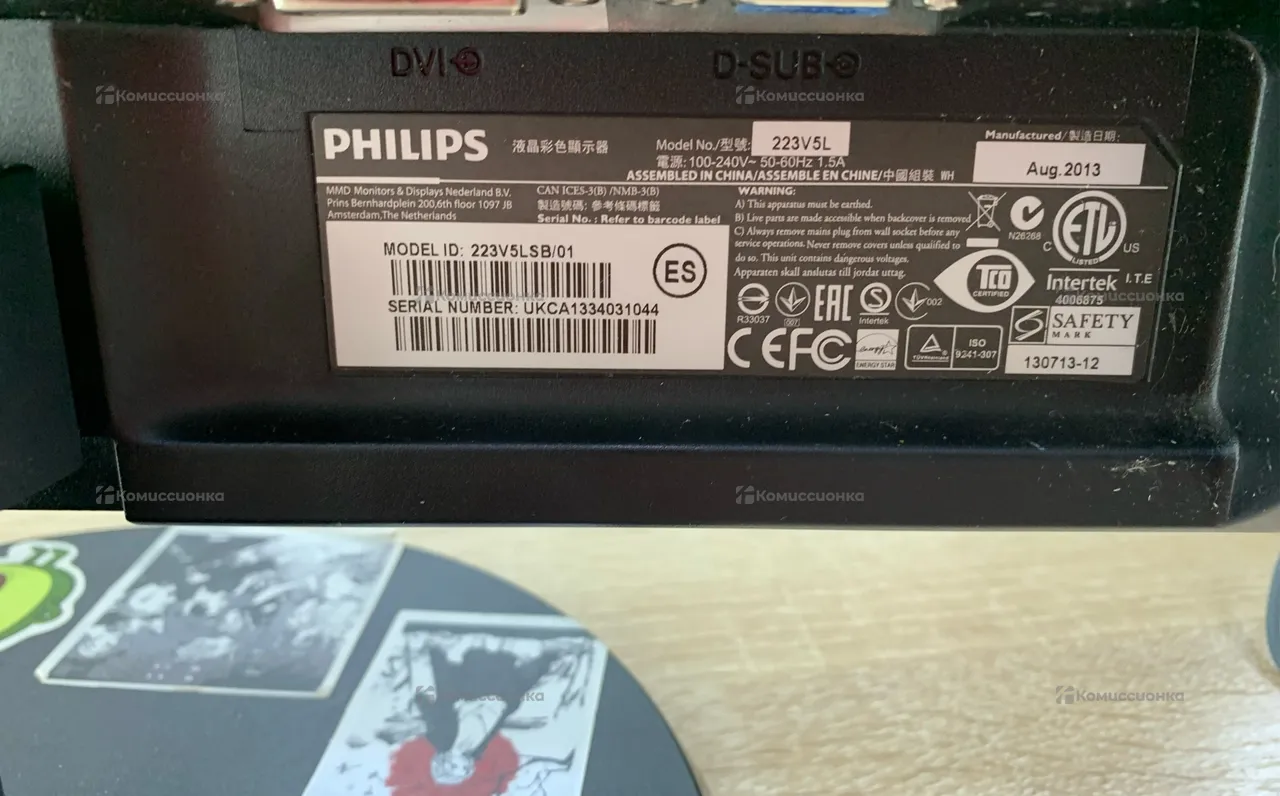 DVI
D-SUB
PHILIPS 液晶彩色顯示器
Model No./型號: 223V5L
電源: 100-240V~ 50-60Hz 1.5A
ASSEMBLED IN CHINA/ASSEMBLE EN CHINE/中國組裝 WH
Manufactured/製造日期:
Aug.2013
MMD Monitors & Displays Nederland B.V.
Prins Bernhardplein 200,6th floor 1097 JB
Amsterdam,The Netherlands
CAN ICES-3(B) /NMB-3(B)
製造號碼: 參考條碼標籤
Serial No. : Refer to barcode label
MODEL ID: 223V5LSB/01
SERIAL NUMBER: UKCA1334031044
ES
WARNING:
A) This apparatus must be earthed.
B) Live parts are made accessible when backcover is removed
C) Always remove mains plug from wall socket before any
service operations. Never remove covers unless qualified to
do so. This unit contains dangerous voltages.
Apparaten skall anslutas till jordat uttag.
N26268
C ETL US
LISTED
Intertek I.T.E
4006875
TCO
CERTIFIED
R33037
007
EAC
S
Intertek
002
CE FC
ENERGY STAR
TÜVRheinland
ISO
9241-307
SAFETY
MARK
130713-12
Комиссионка
Комиссионка
Комиссионка
Комиссионка
Комиссионка
Комиссионка
Комиссионка
Комиссионка